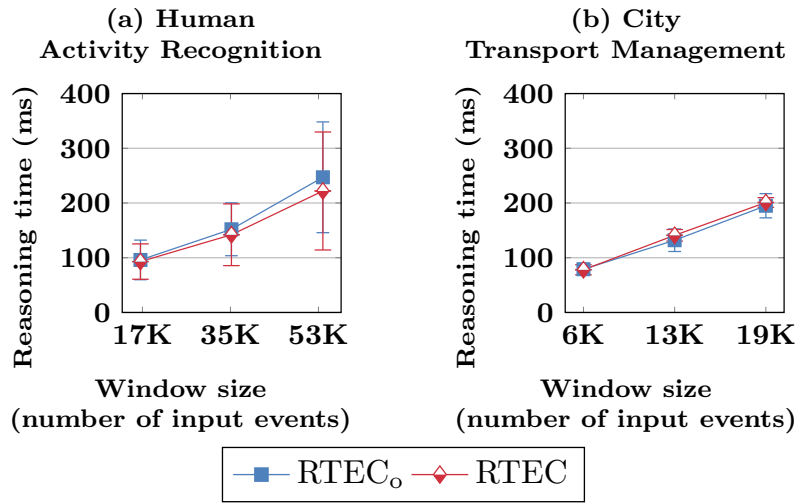 (a) Human
Activity Recognition
Reasoning time (ms)
400
300
200
100
0
17K 35K 53K
Window size
(number of input events)
(b) City
Transport Management
Reasoning time (ms)
400
300
200
100
0
6K 13K 19K
Window size
(number of input events)
RTECₒ RTEC